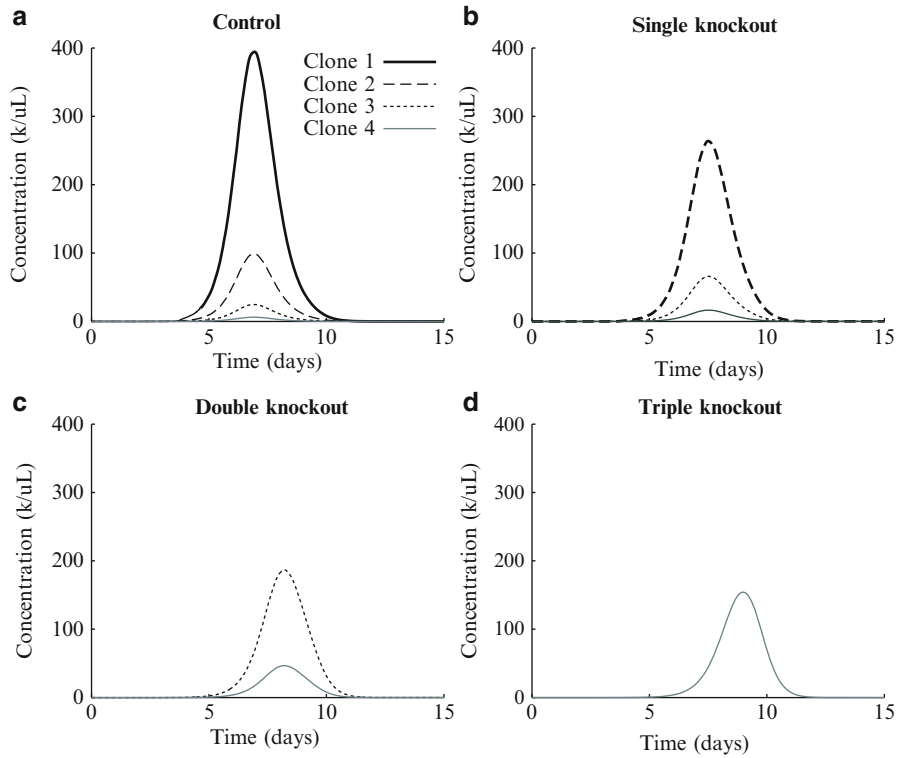 a
Control
400
300
200
100
0
0
5
10
15
Concentration (k/uL)
Time (days)
Clone 1
Clone 2
Clone 3
Clone 4
b
Single knockout
400
300
200
100
0
0
5
10
15
Concentration (k/uL)
Time (days)
c
Double knockout
400
300
200
100
0
0
5
10
15
Concentration (k/uL)
Time (days)
d
Triple knockout
400
300
200
100
0
0
5
10
15
Concentration (k/uL)
Time (days)